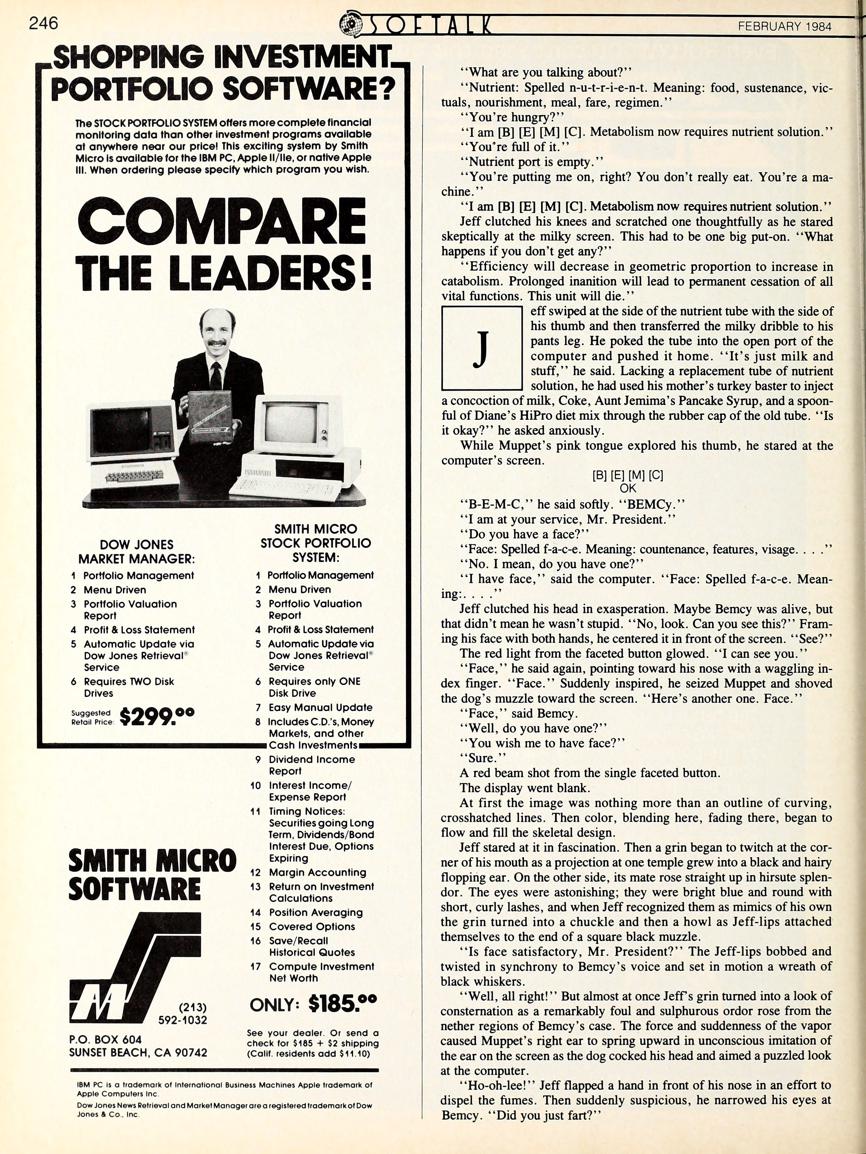 246
SOFTALK
FEBRUARY 1984
SHOPPING INVESTMENT
PORTFOLIO SOFTWARE?
The STOCK PORTFOLIO SYSTEM offers more complete financial
monitoring data than other investment programs available
at anywhere near our price! This exciting system by Smith
Micro is available for the IBM PC, Apple II/IIe, or native Apple
III. When ordering please specify which program you wish.
COMPARE
THE LEADERS!
DOW JONES
MARKET MANAGER:
1 Portfolio Management
2 Menu Driven
3 Portfolio Valuation
Report
4 Profit & Loss Statement
5 Automatic Update via
Dow Jones Retrieval®
Service
6 Requires TWO Disk
Drives
Suggested
Retail Price: $299.00
SMITH MICRO
STOCK PORTFOLIO
SYSTEM:
1 Portfolio Management
2 Menu Driven
3 Portfolio Valuation
Report
4 Profit & Loss Statement
5 Automatic Update via
Dow Jones Retrieval®
Service
6 Requires only ONE
Disk Drive
7 Easy Manual Update
8 Includes C.D.'s, Money
Markets, and other
Cash Investments
9 Dividend Income
Report
10 Interest Income/
Expense Report
11 Timing Notices:
Securities going Long
Term, Dividends/Bond
Interest Due, Options
Expiring
12 Margin Accounting
13 Return on Investment
Calculations
14 Position Averaging
15 Covered Options
16 Save/Recall
Historical Quotes
17 Compute Investment
Net Worth
ONLY: $185.00
See your dealer. Or send a
check for $185 + $2 shipping
(Calif. residents add $11.10)
SMITH MICRO
SOFTWARE
(213)
592-1032
P.O. BOX 604
SUNSET BEACH, CA 90742
IBM PC is a trademark of International Business Machines Apple trademark of
Apple Computers Inc.
Dow Jones News Retrieval and Market Manager are a registered trademark of Dow
Jones & Co., Inc.
‘‘What are you talking about?’’
‘‘Nutrient: Spelled n-u-t-r-i-e-n-t. Meaning: food, sustenance, vic-
tuals, nourishment, meal, fare, regimen.’’
‘‘You're hungry?’’
‘‘I am [B] [E] [M] [C]. Metabolism now requires nutrient solution.’’
‘‘You're full of it.’’
‘‘Nutrient port is empty.’’
‘‘You're putting me on, right? You don't really eat. You're a ma-
chine.’’
‘‘I am [B] [E] [M] [C]. Metabolism now requires nutrient solution.’’
Jeff clutched his knees and scratched one thoughtfully as he stared
skeptically at the milky screen. This had to be one big put-on. ‘‘What
happens if you don't get any?’’
‘‘Efficiency will decrease in geometric proportion to increase in
catabolism. Prolonged inanition will lead to permanent cessation of all
vital functions. This unit will die.’’
Jeff swiped at the side of the nutrient tube with the side of
his thumb and then transferred the milky dribble to his
pants leg. He poked the tube into the open port of the
computer and pushed it home. ‘‘It's just milk and
stuff,’’ he said. Lacking a replacement tube of nutrient
solution, he had used his mother's turkey baster to inject
a concoction of milk, Coke, Aunt Jemima's Pancake Syrup, and a spoon-
ful of Diane's HiPro diet mix through the rubber cap of the old tube. ‘‘Is
it okay?’’ he asked anxiously.
While Muppet's pink tongue explored his thumb, he stared at the
computer's screen.
[B] [E] [M] [C]
OK
‘‘B-E-M-C,’’ he said softly. ‘‘BEMCy.’’
‘‘I am at your service, Mr. President.’’
‘‘Do you have a face?’’
‘‘Face: Spelled f-a-c-e. Meaning: countenance, features, visage. . . .’’
‘‘No. I mean, do you have one?’’
‘‘I have face,’’ said the computer. ‘‘Face: Spelled f-a-c-e. Mean-
ing:. . . .’’
Jeff clutched his head in exasperation. Maybe Bemcy was alive, but
that didn't mean he wasn't stupid. ‘‘No, look. Can you see this?’’ Fram-
ing his face with both hands, he centered it in front of the screen. ‘‘See?’’
The red light from the faceted button glowed. ‘‘I can see you.’’
‘‘Face,’’ he said again, pointing toward his nose with a waggling in-
dex finger. ‘‘Face.’’ Suddenly inspired, he seized Muppet and shoved
the dog's muzzle toward the screen. ‘‘Here's another one. Face.’’
‘‘Face,’’ said Bemcy.
‘‘Well, do you have one?’’
‘‘You wish me to have face?’’
‘‘Sure.’’
A red beam shot from the single faceted button.
The display went blank.
At first the image was nothing more than an outline of curving,
crosshatched lines. Then color, blending here, fading there, began to
flow and fill the skeletal design.
Jeff stared at it in fascination. Then a grin began to twitch at the cor-
ner of his mouth as a projection at one temple grew into a black and hairy
flopping ear. On the other side, its mate rose straight up in hirsute splen-
dor. The eyes were astonishing; they were bright blue and round with
short, curly lashes, and when Jeff recognized them as mimics of his own
the grin turned into a chuckle and then a howl as Jeff-lips attached
themselves to the end of a square black muzzle.
‘‘Is face satisfactory, Mr. President?’’ The Jeff-lips bobbed and
twisted in synchrony to Bemcy's voice and set in motion a wreath of
black whiskers.
‘‘Well, all right!’’ But almost at once Jeff's grin turned into a look of
consternation as a remarkably foul and sulphurous ordor rose from the
nether regions of Bemcy's case. The force and suddenness of the vapor
caused Muppet's right ear to spring upward in unconscious imitation of
the ear on the screen as the dog cocked his head and aimed a puzzled look
at the computer.
‘‘Ho-oh-lee!’’ Jeff flapped a hand in front of his nose in an effort to
dispel the fumes. Then suddenly suspicious, he narrowed his eyes at
Bemcy. ‘‘Did you just fart?’’